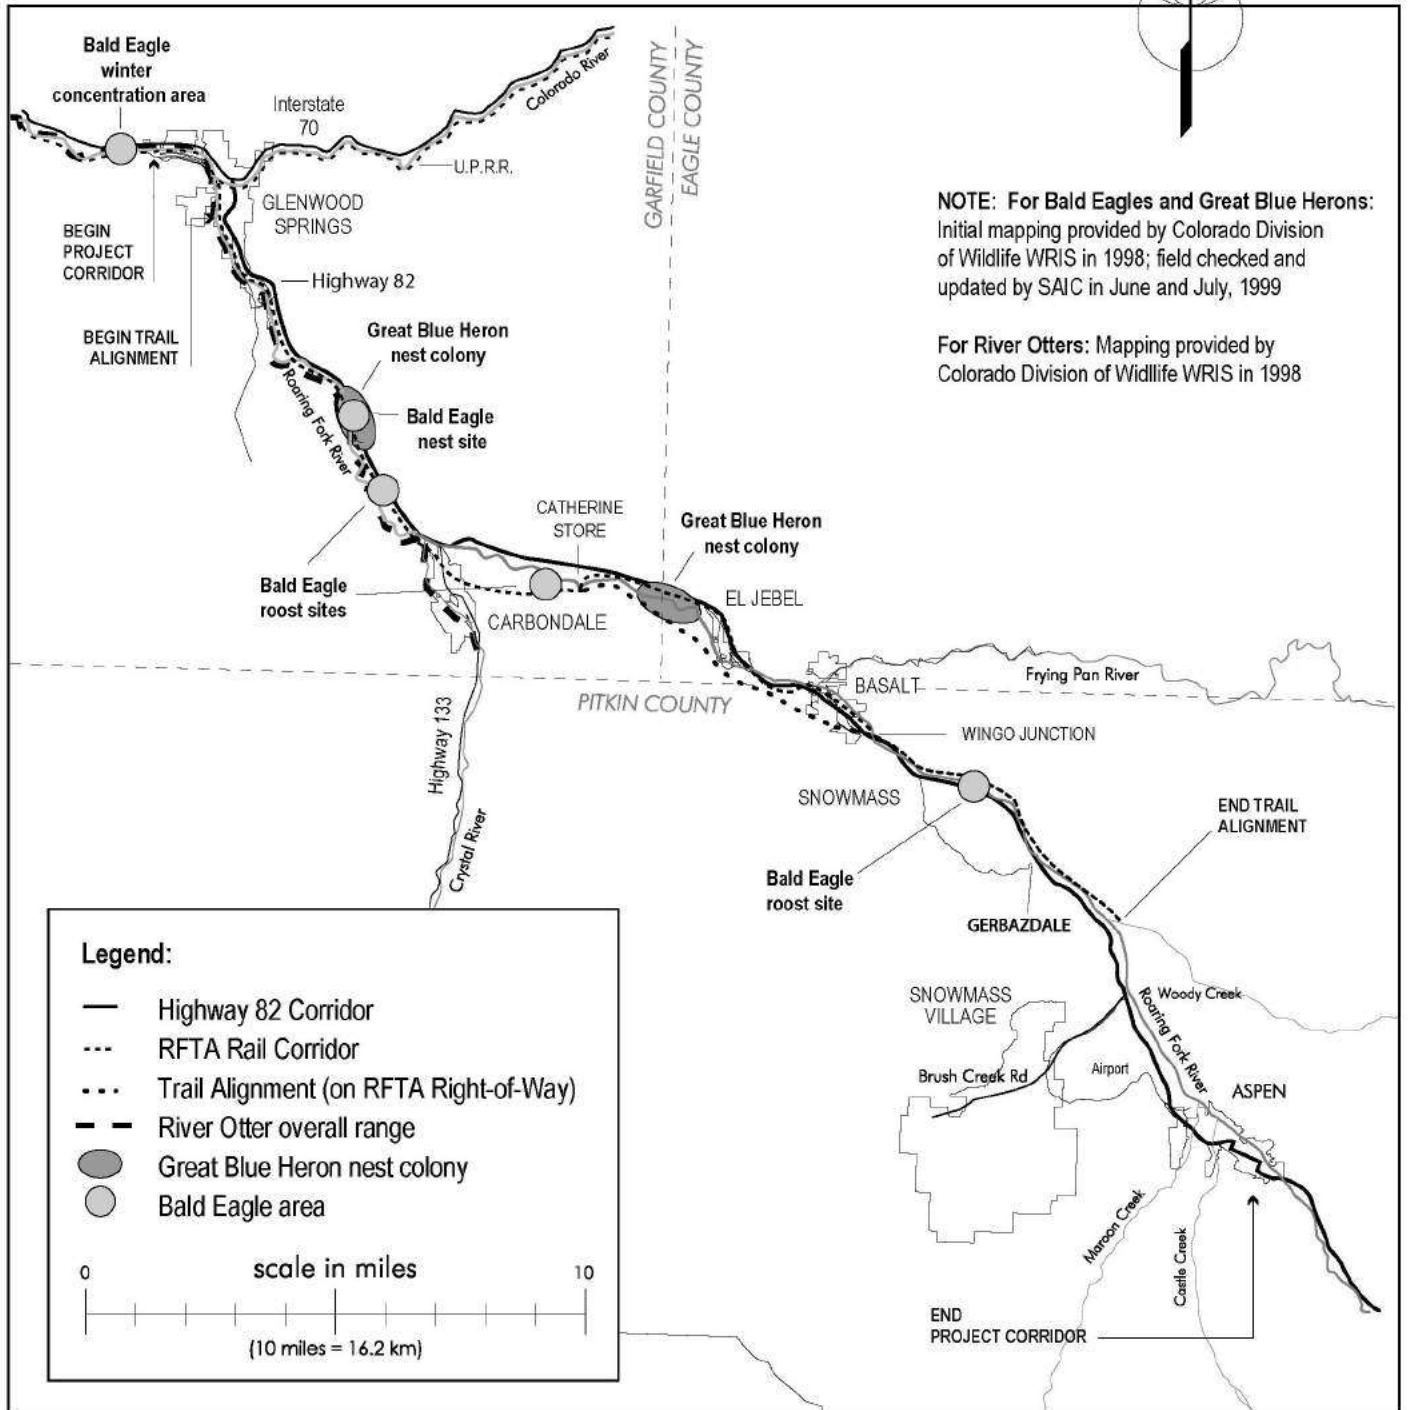 Bald Eagle
winter
concentration area
Interstate
70
Colorado River
U.P.R.R.
GARFIELD COUNTY
EAGLE COUNTY
GLENWOOD
SPRINGS
BEGIN
PROJECT
CORRIDOR
Highway 82
BEGIN TRAIL
ALIGNMENT
NOTE: For Bald Eagles and Great Blue Herons:
Initial mapping provided by Colorado Division
of Wildlife WRIS in 1998; field checked and
updated by SAIC in June and July, 1999
For River Otters: Mapping provided by
Colorado Division of Widllife WRIS in 1998
Great Blue Heron
nest colony
Roaring Fork River
Bald Eagle
nest site
CATHERINE
STORE
Great Blue Heron
nest colony
Bald Eagle
roost sites
CARBONDALE
EL JEBEL
PITKIN COUNTY
BASALT
Frying Pan River
WINGO JUNCTION
Highway 133
Crystal River
SNOWMASS
END TRAIL
ALIGNMENT
Bald Eagle
roost site
GERBAZDALE
SNOWMASS
VILLAGE
Woody Creek
Roaring Fork River
Brush Creek Rd
Airport
ASPEN
Maroon Creek
Castle Creek
END
PROJECT CORRIDOR
Legend:
Highway 82 Corridor
RFTA Rail Corridor
Trail Alignment (on RFTA Right-of-Way)
River Otter overall range
Great Blue Heron nest colony
Bald Eagle area
0 scale in miles 10
(10 miles = 16.2 km)